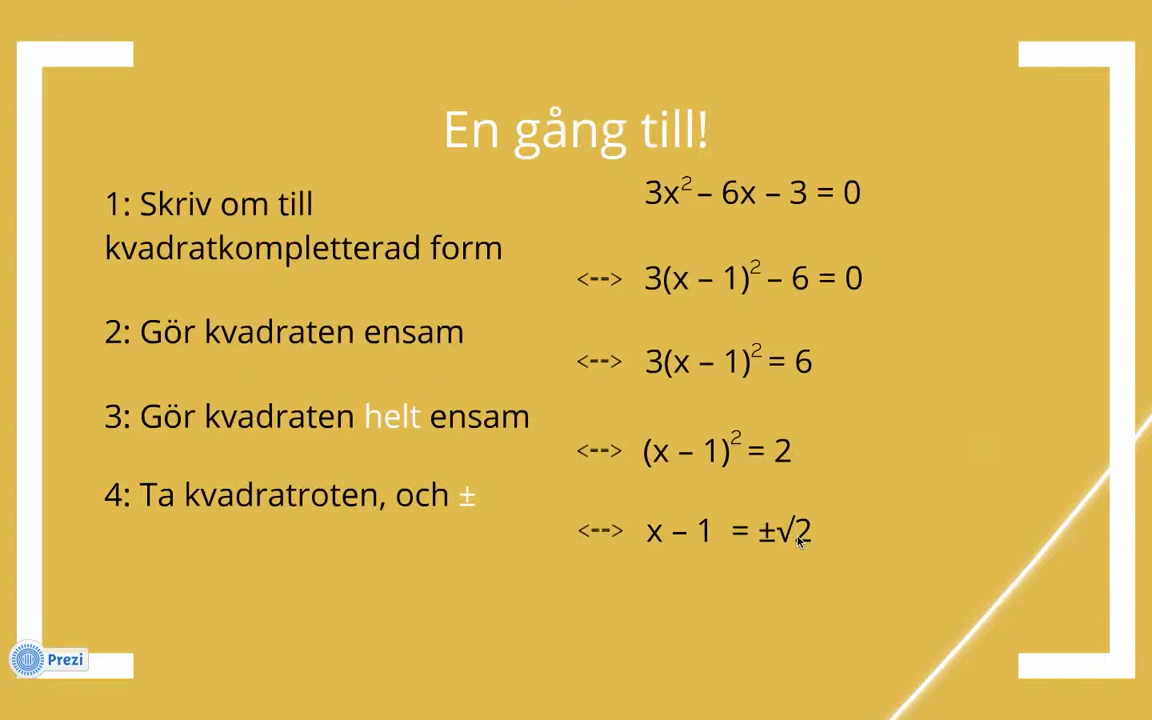 En gång till!
1: Skriv om till
kvadratkompletterad form
2: Gör kvadraten ensam
3: Gör kvadraten helt ensam
4: Ta kvadratroten, och ±
3x² – 6x – 3 = 0
<--> 3(x – 1)² – 6 = 0
<--> 3(x – 1)² = 6
<--> (x – 1)² = 2
<--> x – 1 = ±√2
Prezi